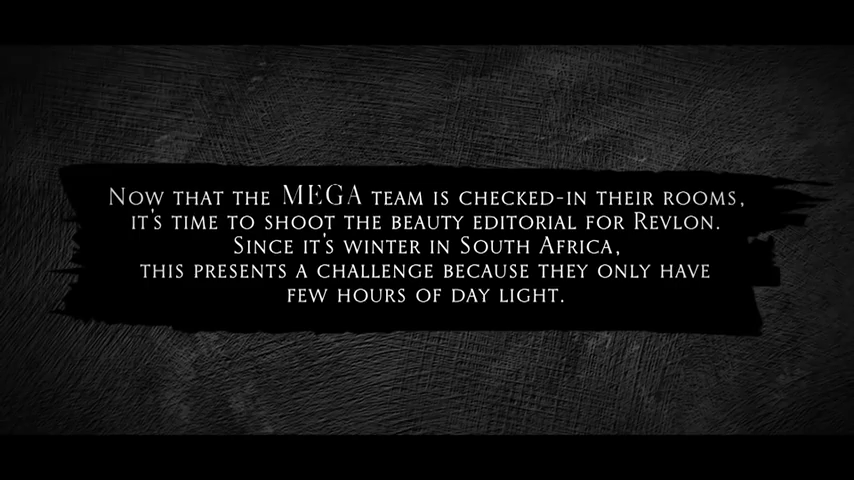 Now that the MEGA team is checked-in their rooms,
it's time to shoot the beauty editorial for Revlon.
Since it's winter in South Africa,
this presents a challenge because they only have
few hours of day light.